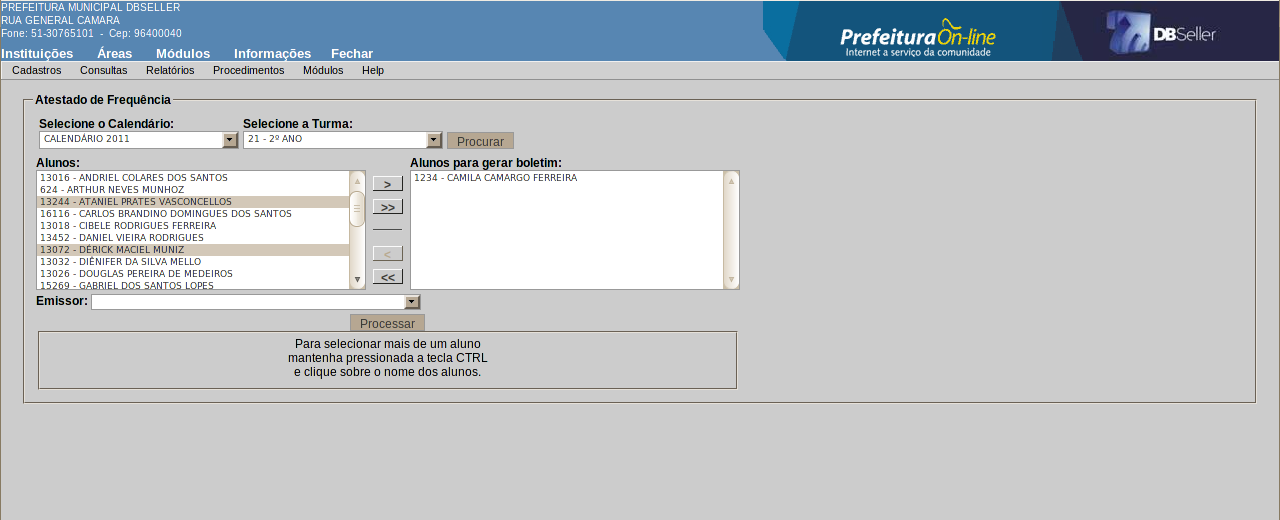 PREFEITURA MUNICIPAL DBSELLER
RUA GENERAL CAMARA
Fone: 51-30765101 - Cep: 96400040
Prefeitura On-line
Internet a serviço da comunidade
DBSeller
Instituições Áreas Módulos Informações Fechar
Cadastros Consultas Relatórios Procedimentos Módulos Help
Atestado de Frequência
Selecione o Calendário: Selecione a Turma:
CALENDÁRIO 2011 21 - 2º ANO Procurar
Alunos: Alunos para gerar boletim:
13016 - ANDRIEL COLARES DOS SANTOS
624 - ARTHUR NEVES MUNHOZ
13244 - ATANIEL PRATES VASCONCELLOS
16116 - CARLOS BRANDINO DOMINGUES DOS SANTOS
13018 - CIBELE RODRIGUES FERREIRA
13452 - DANIEL VIEIRA RODRIGUES
13072 - DÉRICK MACIEL MUNIZ
13032 - DIÊNIFER DA SILVA MELLO
13026 - DOUGLAS PEREIRA DE MEDEIROS
15269 - GABRIEL DOS SANTOS LOPES
>
>>
<
<<
1234 - CAMILA CAMARGO FERREIRA
Emissor:
Processar
Para selecionar mais de um aluno
mantenha pressionada a tecla CTRL
e clique sobre o nome dos alunos.